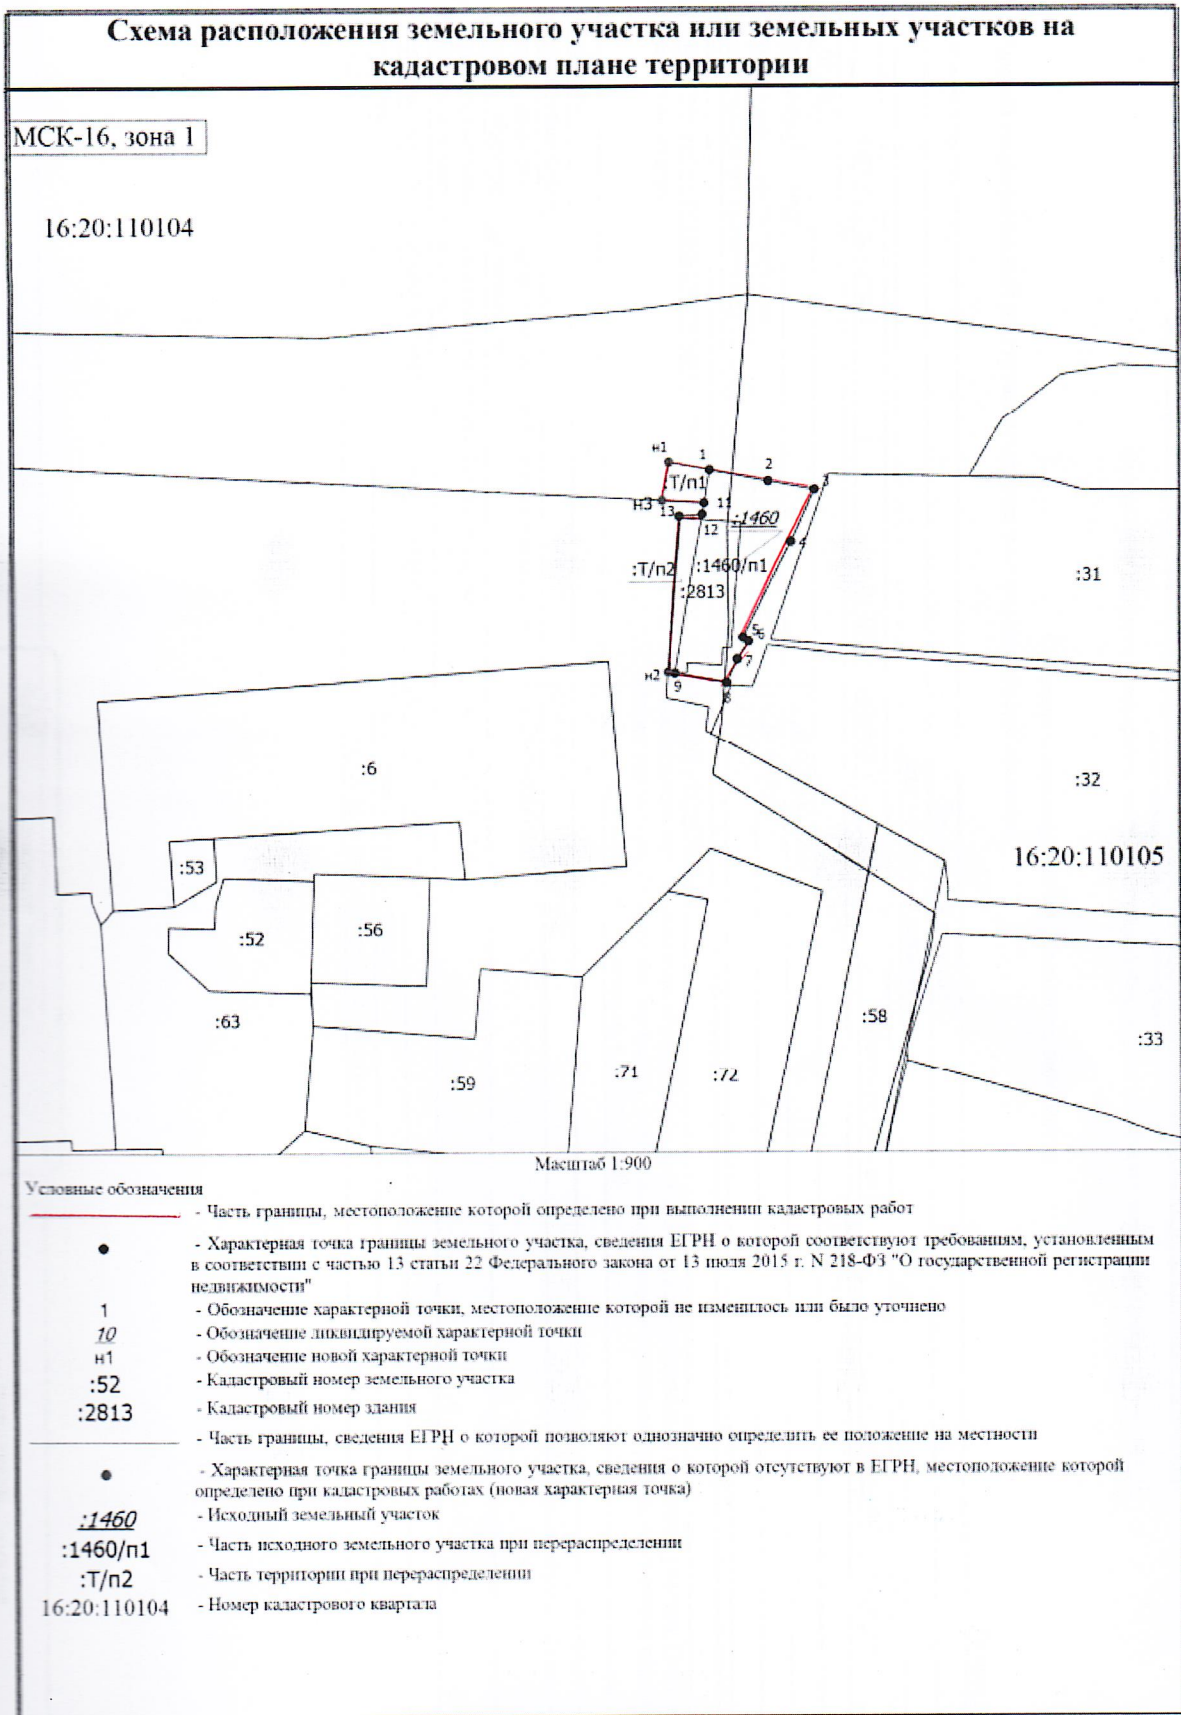 Схема расположения земельного участка или земельных участков на
кадастровом плане территории
МСК-16, зона 1
16:20:110104
н1
1
2
3
:Т/п1
н3
11
13
12
:1460
4
:Т/п2
:1460/п1
:2813
:31
5
6
7
н2
9
8
:6
:32
16:20:110105
:53
:52
:56
:63
:58
:33
:59
:71
:72
Масштаб 1:900
Условные обозначения
- Часть границы, местоположение которой определено при выполнении кадастровых работ
- Характерная точка границы земельного участка, сведения ЕГРН о которой соответствуют требованиям, установленным
в соответствии с частью 13 статьи 22 Федерального закона от 13 июля 2015 г. N 218-ФЗ "О государственной регистрации
недвижимости"
1 - Обозначение характерной точки, местоположение которой не изменилось или было уточнено
10 - Обозначение ликвидируемой характерной точки
н1 - Обозначение новой характерной точки
:52 - Кадастровый номер земельного участка
:2813 - Кадастровый номер здания
- Часть границы, сведения ЕГРН о которой позволяют однозначно определить ее положение на местности
- Характерная точка границы земельного участка, сведения о которой отсутствуют в ЕГРН, местоположение которой
определено при кадастровых работах (новая характерная точка)
:1460 - Исходный земельный участок
:1460/п1 - Часть исходного земельного участка при перераспределении
:Т/п2 - Часть территории при перераспределении
16:20:110104 - Номер кадастрового квартала